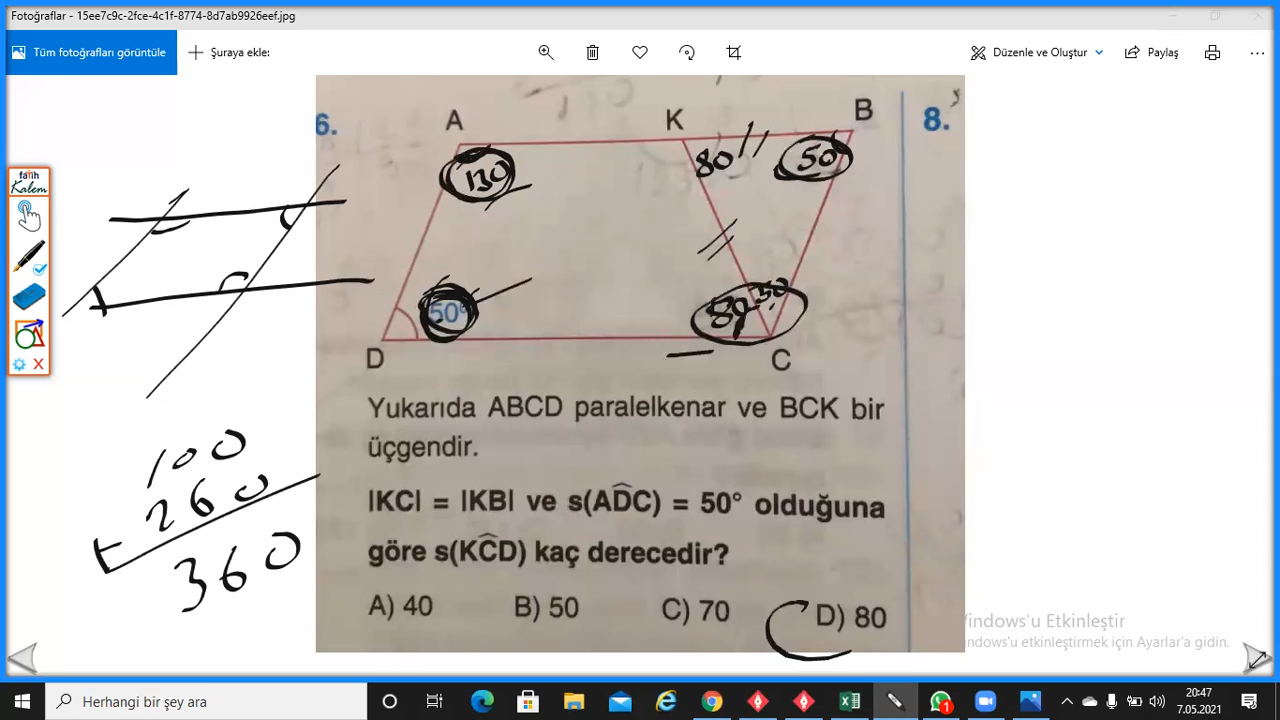 Fotoğraflar - 15ee7c9c-2fce-4c1f-8774-8d7ab9926eef.jpg
Tüm fotoğrafları görüntüle
Şuraya ekle:
Düzenle ve Oluştur
Paylaş
fatih
Kalem
6.
A
K
B
8.
130
80
50
50°
80
50
D
C
100
260
360
Yukarıda ABCD paralelkenar ve BCK bir
üçgendir.
|KC| = |KB| ve s(ADC) = 50° olduğuna
göre s(KCD) kaç derecedir?
A) 40 B) 50 C) 70 D) 80
Windows'u Etkinleştir
Windows'u etkinleştirmek için Ayarlar'a gidin.
Herhangi bir şey ara
1
20:47
7.05.2021